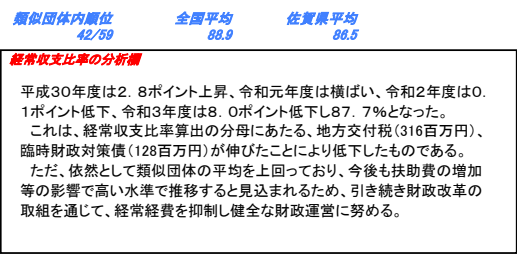 類似団体内順位 全国平均 佐賀県平均
42/59 88.9 86.5
経常収支比率の分析欄
平成30年度は2.8ポイント上昇、令和元年度は横ばい、令和2年度は0.
1ポイント低下、令和3年度は8.0ポイント低下し87.7%となった。
これは、経常収支比率算出の分母にあたる、地方交付税(316百万円)、
臨時財政対策債(128百万円)が伸びたことにより低下したものである。
ただ、依然として類似団体の平均を上回っており、今後も扶助費の増加
等の影響で高い水準で推移すると見込まれるため、引き続き財政改革の
取組を通じて、経常経費を抑制し健全な財政運営に努める。